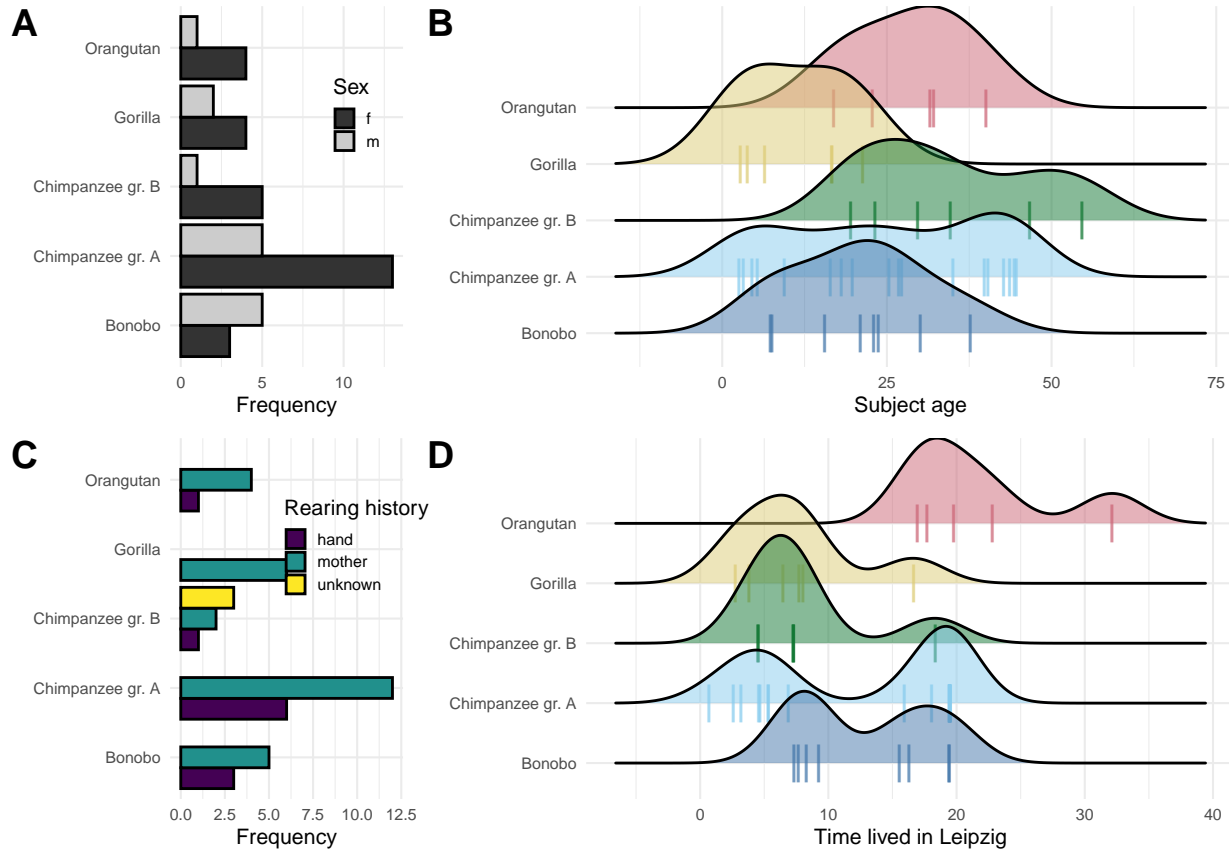 A
Orangutan
Gorilla
Chimpanzee gr. B
Chimpanzee gr. A
Bonobo
0
5
10
Frequency
Sex
f
m
B
Orangutan
Gorilla
Chimpanzee gr. B
Chimpanzee gr. A
Bonobo
0
25
50
75
Subject age
C
Orangutan
Gorilla
Chimpanzee gr. B
Chimpanzee gr. A
Bonobo
0.0
2.5
5.0
7.5
10.0
12.5
Frequency
Rearing history
hand
mother
unknown
D
Orangutan
Gorilla
Chimpanzee gr. B
Chimpanzee gr. A
Bonobo
0
10
20
30
40
Time lived in Leipzig